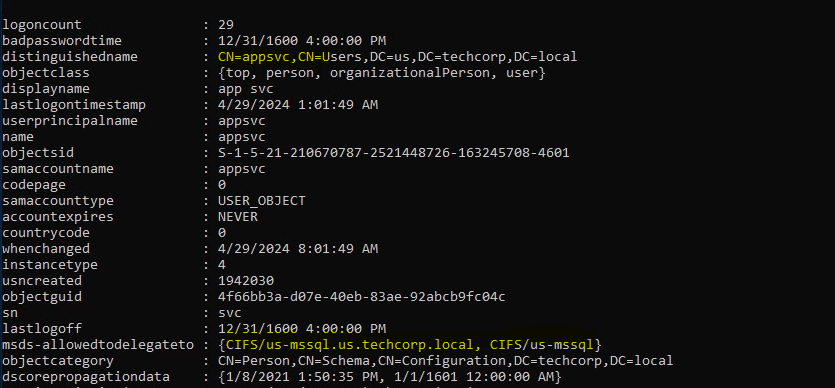 logoncount : 29
badpasswordtime : 12/31/1600 4:00:00 PM
distinguishedname : CN=appsvc,CN=Users,DC=us,DC=techcorp,DC=local
objectclass : {top, person, organizationalPerson, user}
displayname : app svc
lastlogontimestamp : 4/29/2024 1:01:49 AM
userprincipalname : appsvc
name : appsvc
objectsid : S-1-5-21-210670787-2521448726-163245708-4601
samaccountname : appsvc
codepage : 0
samaccounttype : USER_OBJECT
accountexpires : NEVER
countrycode : 0
whenchanged : 4/29/2024 8:01:49 AM
instancetype : 4
usncreated : 1942030
objectguid : 4f66bb3a-d07e-40eb-83ae-92abcb9fc04c
sn : svc
lastlogoff : 12/31/1600 4:00:00 PM
msds-allowedtodelegateto : {CIFS/us-mssql.us.techcorp.local, CIFS/us-mssql}
objectcategory : CN=Person,CN=Schema,CN=Configuration,DC=techcorp,DC=local
dscorepropagationdata : {1/8/2021 1:50:35 PM, 1/1/1601 12:00:00 AM}